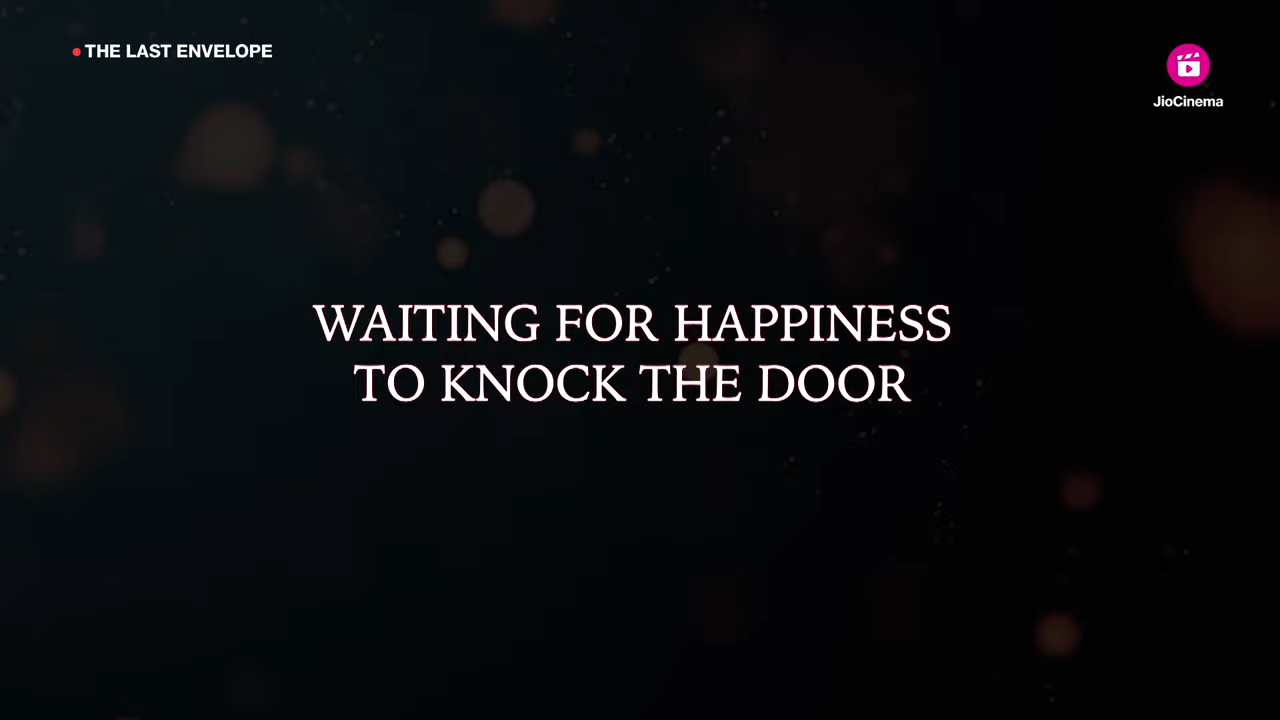 THE LAST ENVELOPE
JioCinema
WAITING FOR HAPPINESS
TO KNOCK THE DOOR